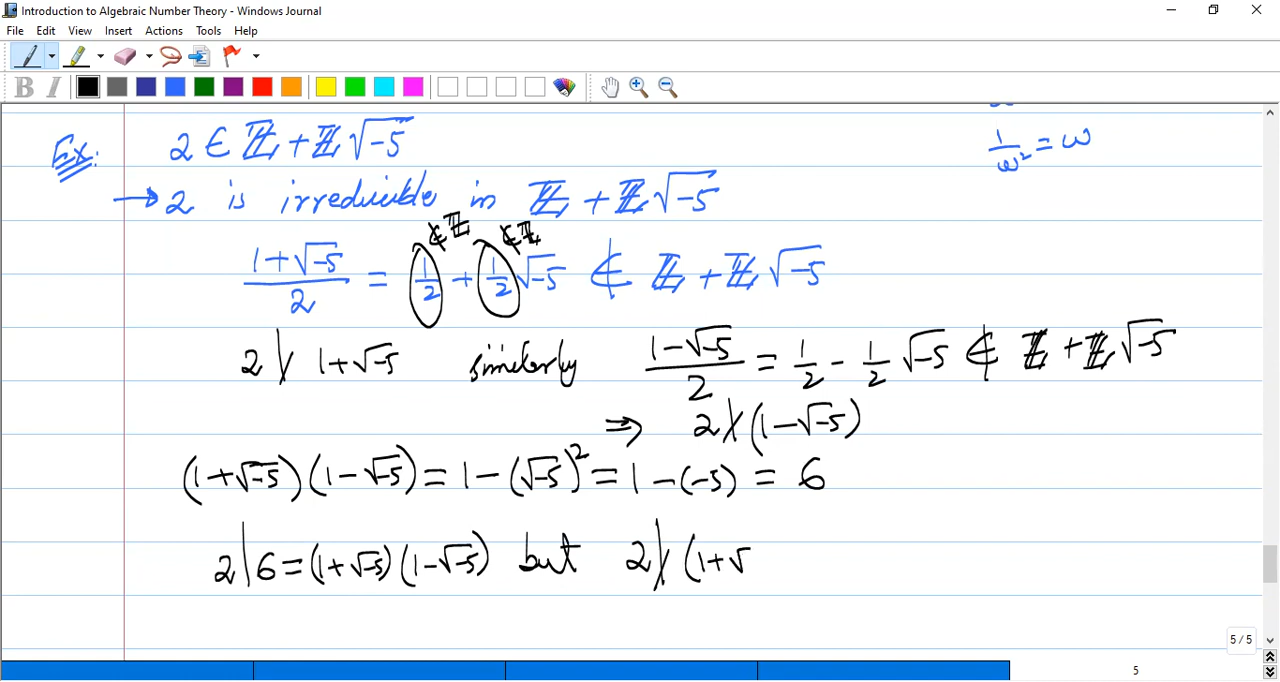 Introduction to Algebraic Number Theory - Windows Journal
File Edit View Insert Actions Tools Help
B I
Ex: 2 ∈ ℤ + ℤ√-5
1/ω² = ω
→ 2 is irreducible in ℤ + ℤ√-5
∉ ℤ ∉ ℤ
(1+√-5)/2 = 1/2 + 1/2 √-5 ∉ ℤ + ℤ√-5
2 ∤ 1+√-5 similarly (1-√-5)/2 = 1/2 - 1/2 √-5 ∉ ℤ + ℤ√-5
⇒ 2 ∤ (1-√-5)
(1+√-5)(1-√-5) = 1-(√-5)² = 1-(-5) = 6
2 | 6 = (1+√-5)(1-√-5) but 2 ∤ (1+√
5/5
5